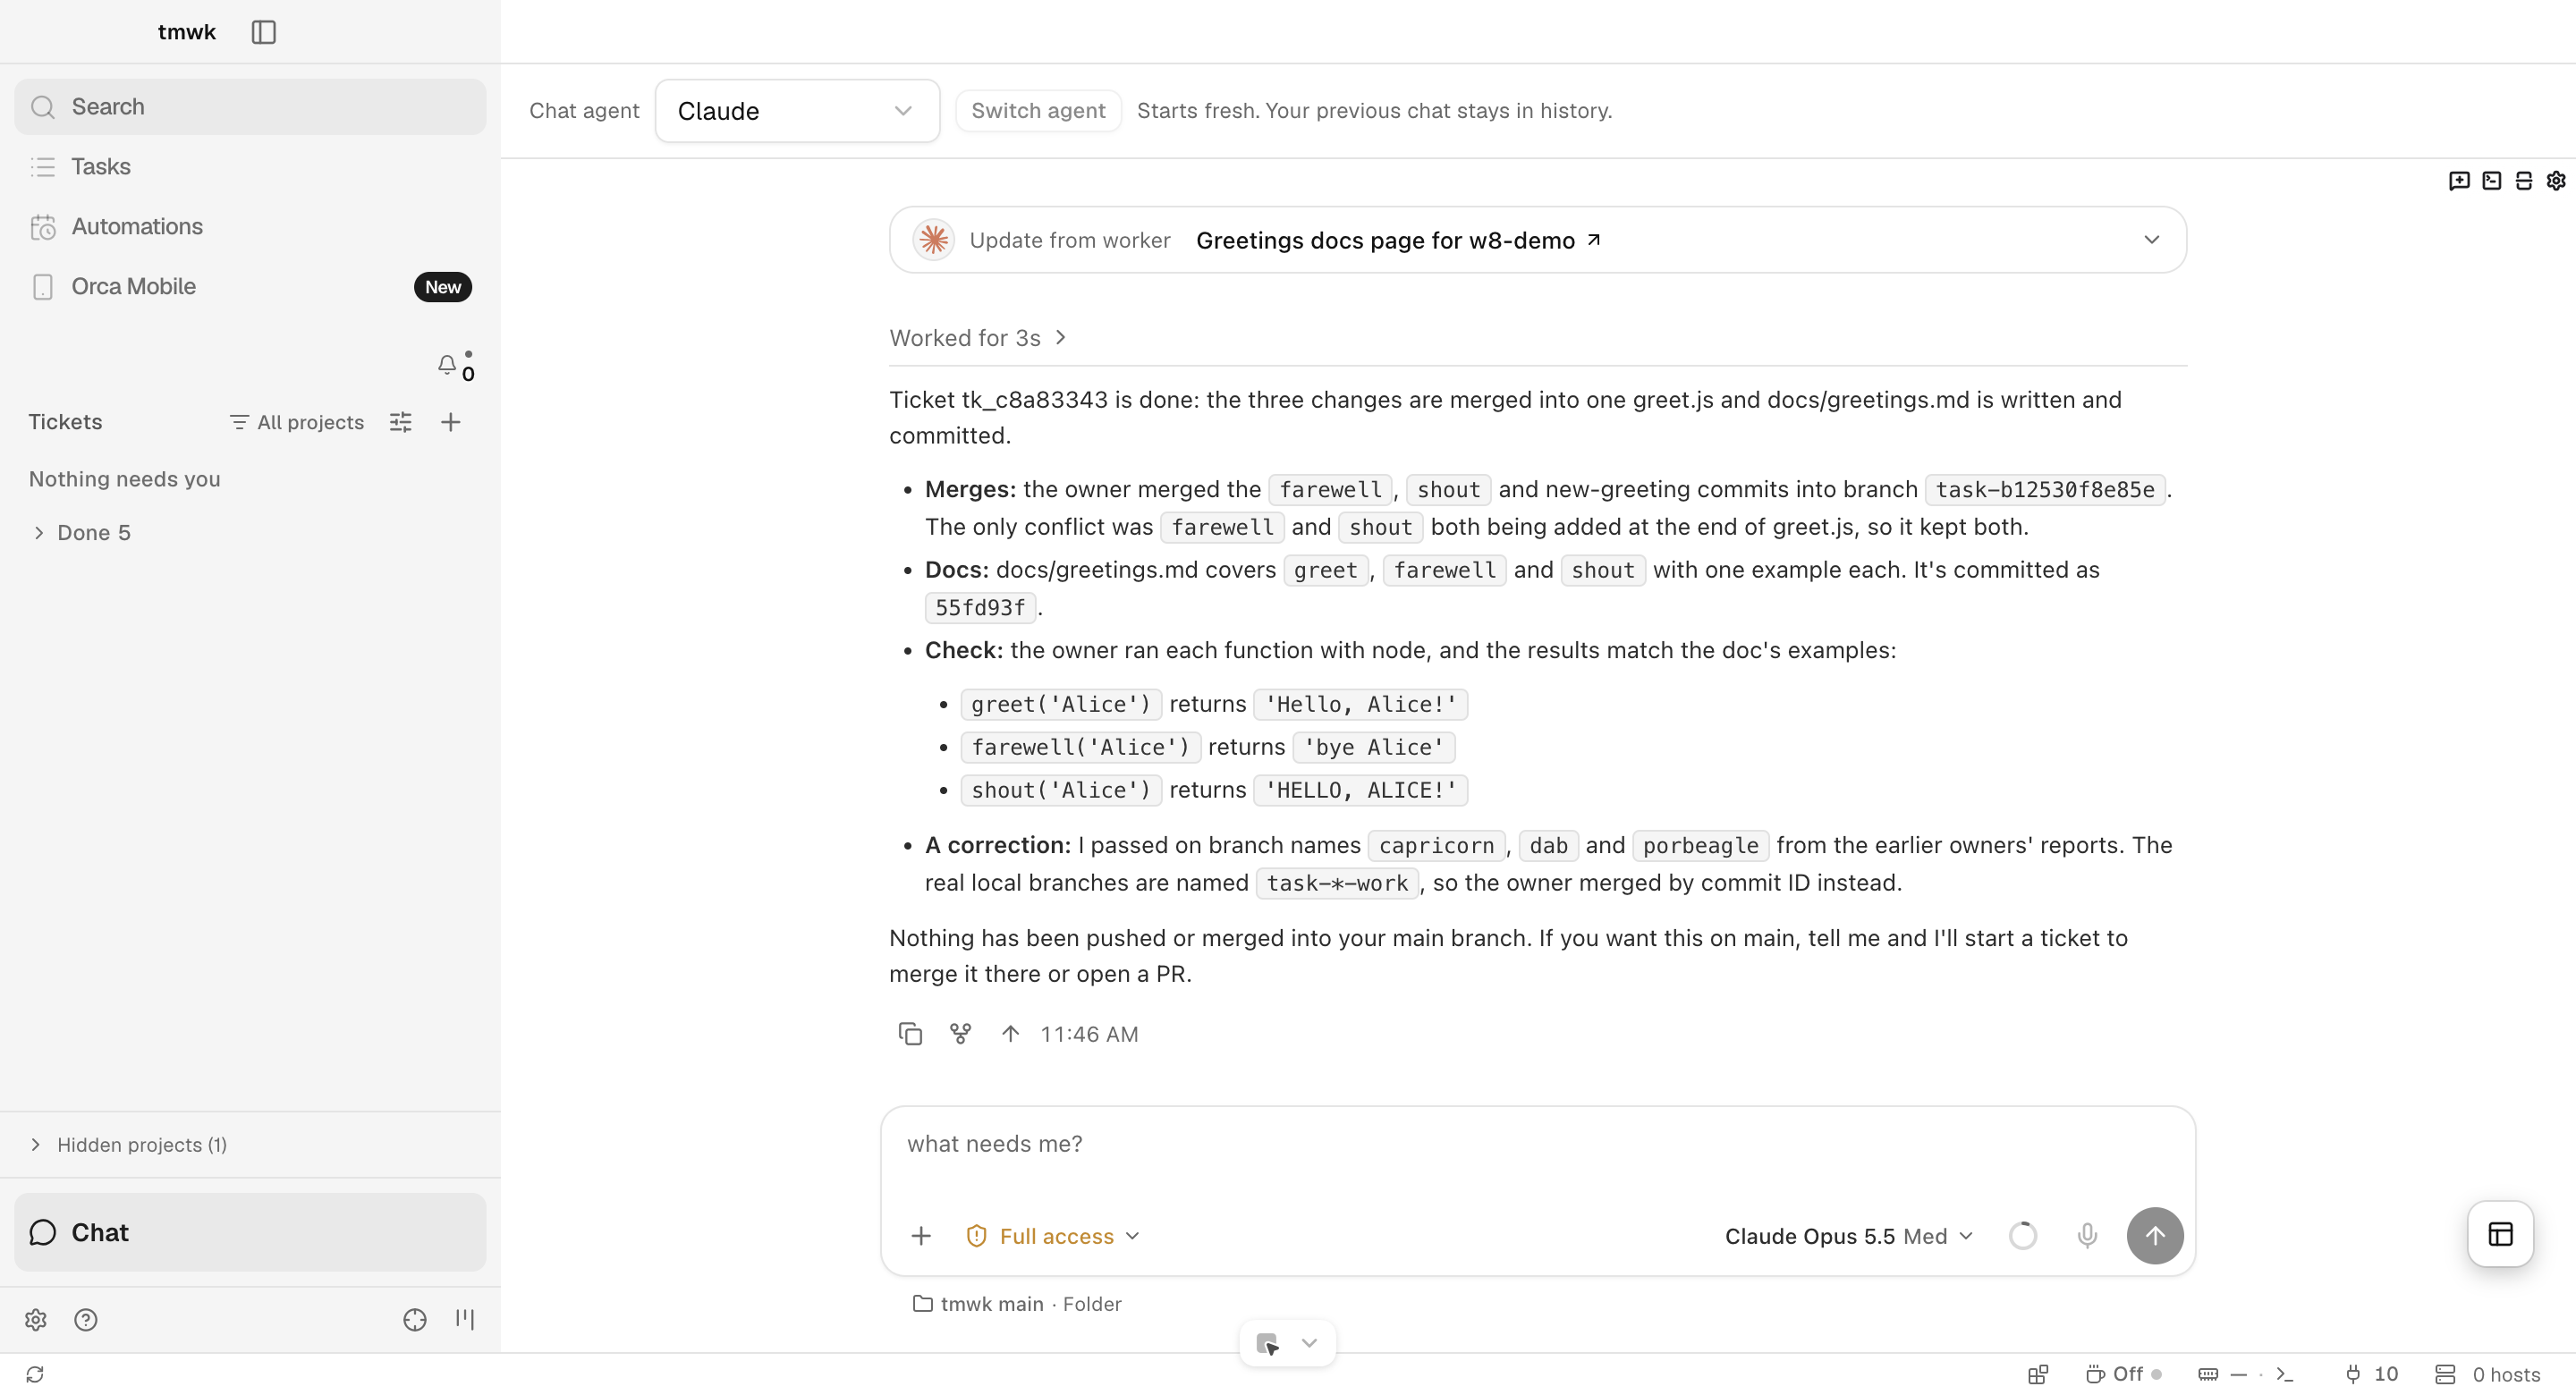 tmwk
Search
Tasks
Automations
Orca Mobile
New
0
Tickets
All projects
Nothing needs you
Done 5
Hidden projects (1)
Chat
Chat agent
Claude
Switch agent
Starts fresh. Your previous chat stays in history.
Update from worker
Greetings docs page for w8-demo
Worked for 3s
Ticket tk_c8a83343 is done: the three changes are merged into one greet.js and docs/greetings.md is written and
committed.
Merges: the owner merged the farewell, shout and new-greeting commits into branch task-b12530f8e85e.
The only conflict was farewell and shout both being added at the end of greet.js, so it kept both.
Docs: docs/greetings.md covers greet, farewell and shout with one example each. It's committed as
55fd93f.
Check: the owner ran each function with node, and the results match the doc's examples:
greet('Alice') returns 'Hello, Alice!'
farewell('Alice') returns 'bye Alice'
shout('Alice') returns 'HELLO, ALICE!'
A correction: I passed on branch names capricorn, dab and porbeagle from the earlier owners' reports. The
real local branches are named task-*-work, so the owner merged by commit ID instead.
Nothing has been pushed or merged into your main branch. If you want this on main, tell me and I'll start a ticket to
merge it there or open a PR.
11:46 AM
what needs me?
Full access
Claude Opus 5.5 Med
tmwk main · Folder
Off
10
0 hosts